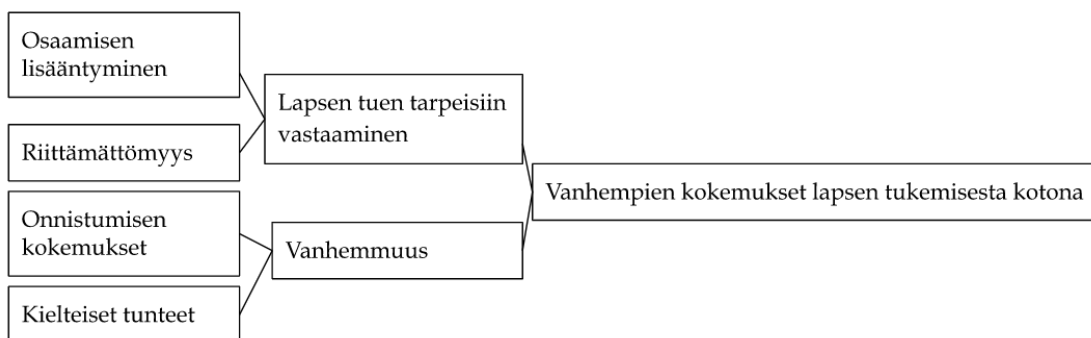 Osaamisen
lisääntyminen
Riittämättömyys
Onnistumisen
kokemukset
Kielteiset tunteet
Lapsen tuen tarpeisiin
vastaaminen
Vanhemmuus
Vanhempien kokemukset lapsen tukemisesta kotona